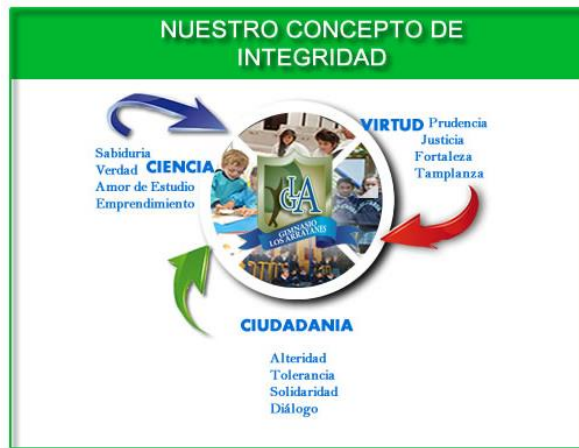 NUESTRO CONCEPTO DE
INTEGRIDAD
Sabiduria
Verdad CIENCIA
Amor de Estudio
Emprendimiento
VIRTUD Prudencia
Justicia
Fortaleza
Tamplanza
GLA
GIMNASIO
LOS ARRAYANES
CIUDADANIA
Alteridad
Tolerancia
Solidaridad
Diálogo